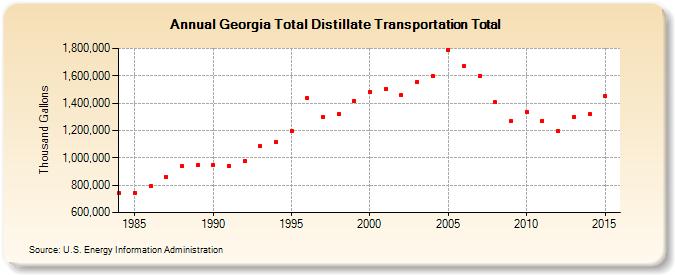 Annual Georgia Total Distillate Transportation Total
Thousand Gallons
1,800,000
1,600,000
1,400,000
1,200,000
1,000,000
800,000
600,000
1985 1990 1995 2000 2005 2010 2015
Source: U.S. Energy Information Administration